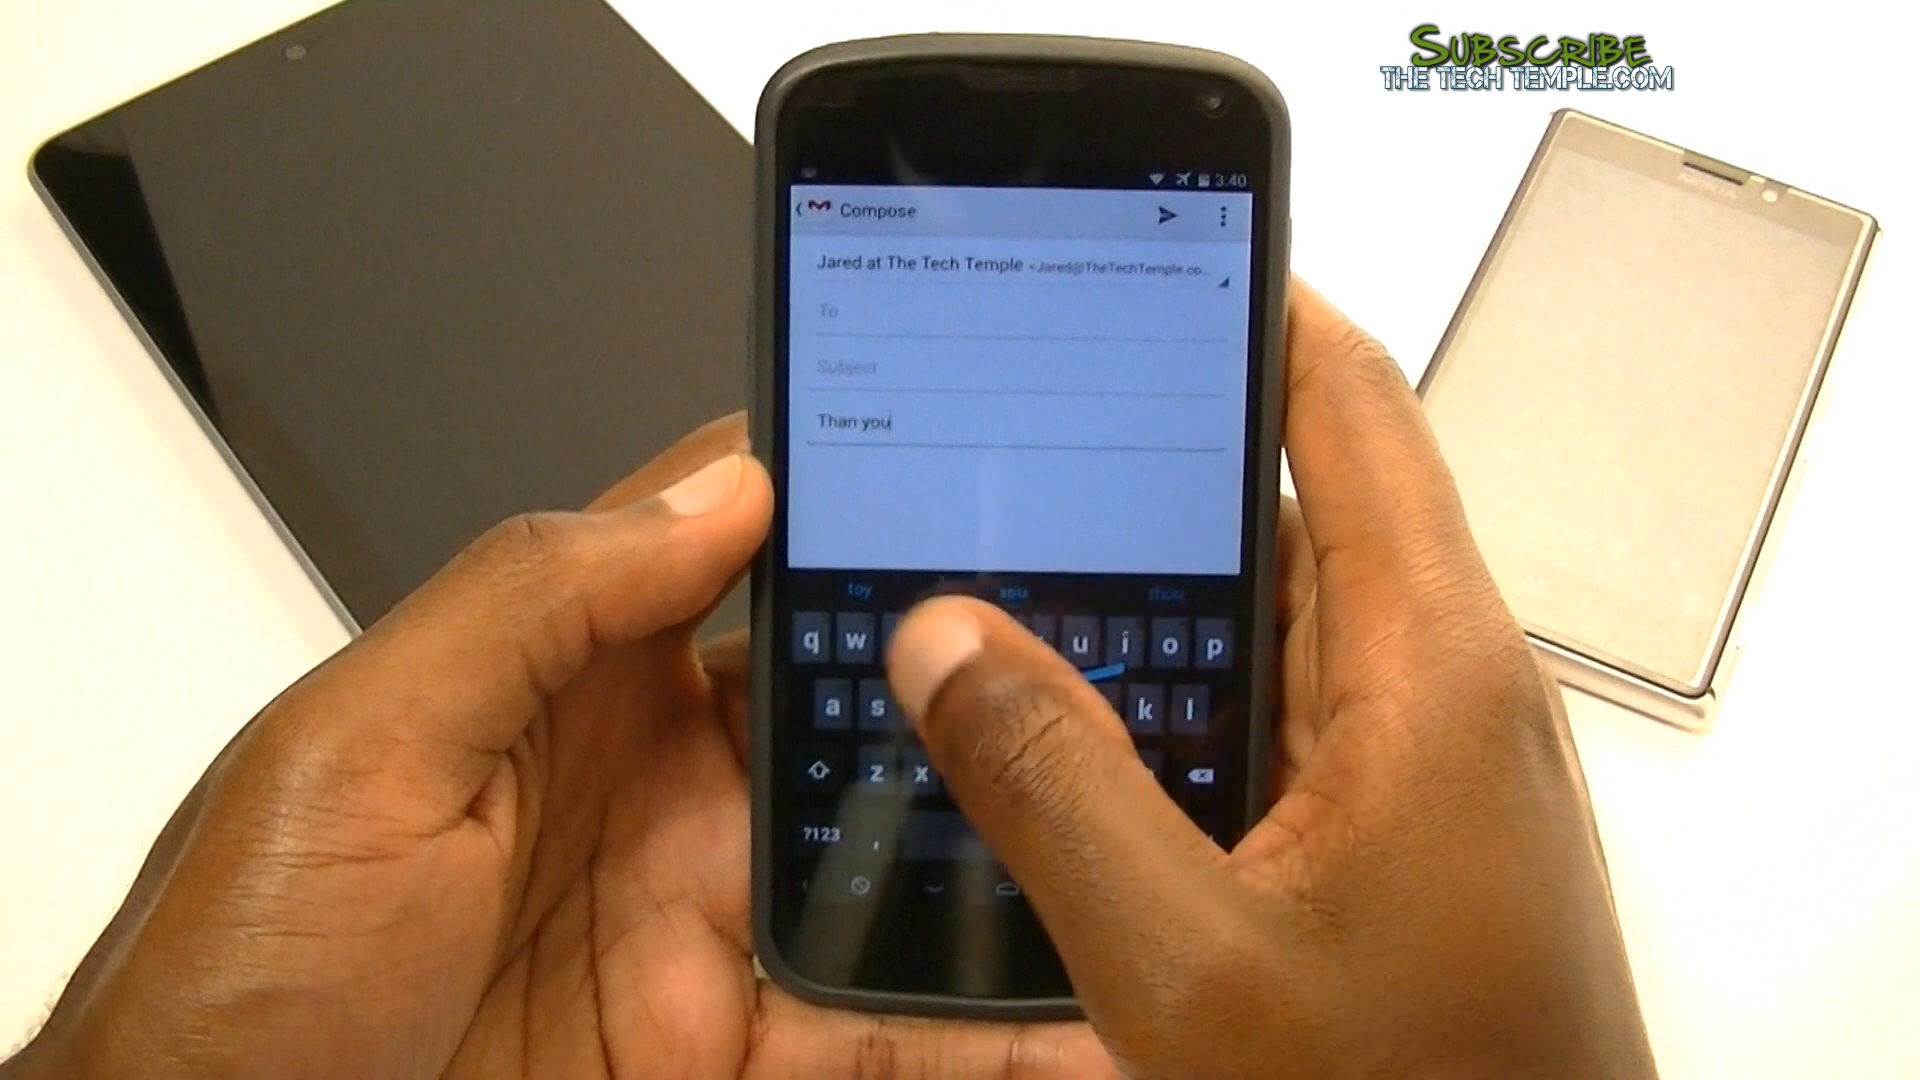 SUBSCRIBE
THE TECH TEMPLE.COM
NOKIA
3:40
Compose
Jared at The Tech Temple <Jared@TheTechTemple.co...
To
Subject
Than you
toy you shou
q w u i o p
a s k l
z x
?123 ,